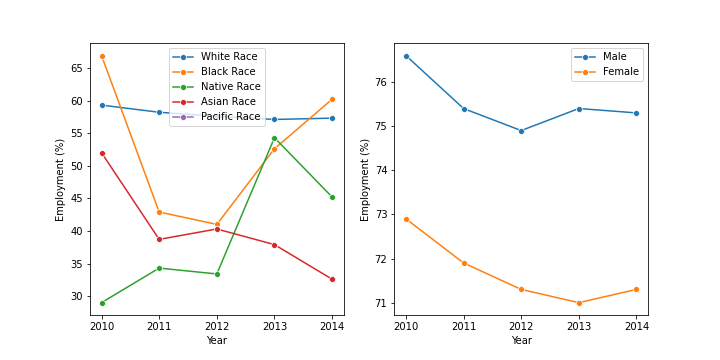 White Race
Black Race
Native Race
Asian Race
Pacific Race
65
60
55
50
45
40
35
30
Employment (%)
2010 2011 2012 2013 2014
Year
Male
Female
76
75
74
73
72
71
Employment (%)
2010 2011 2012 2013 2014
Year